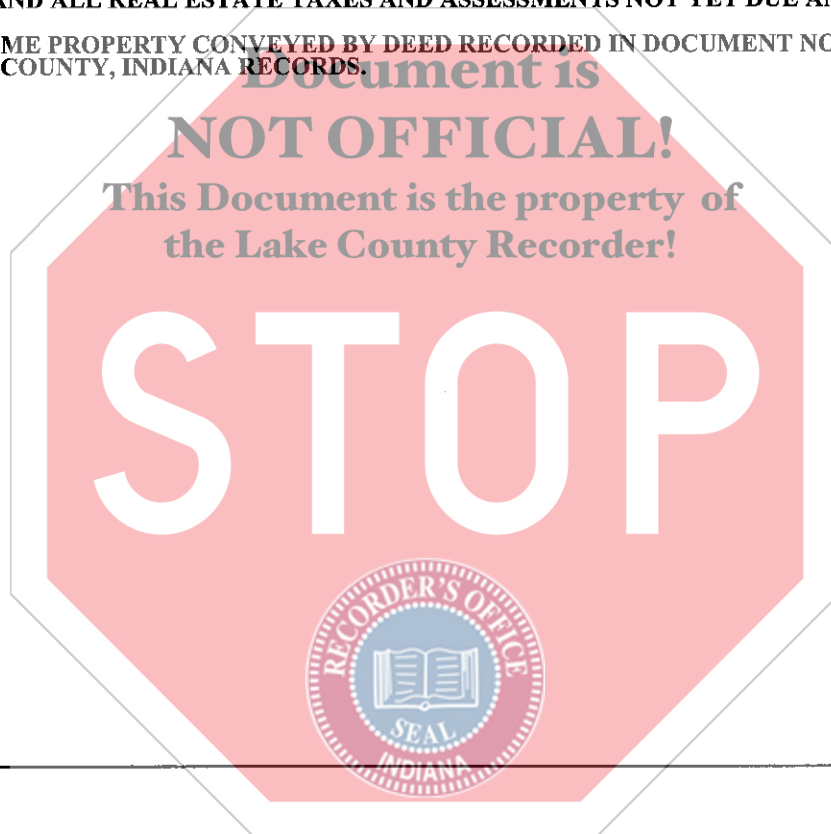 AND ALL REAL ESTATE TAXES AND ASSESSMENTS NOT YET DUE
ME PROPERTY CONVEYED BY DEED RECORDED IN DOCUMENT NO
COUNTY, INDIANA RECORDS.
Document is
NOT OFFICIAL!
This Document is the property of
the Lake County Recorder!
STOP
RECORDER'S OFFICE
SEAL
INDIANA